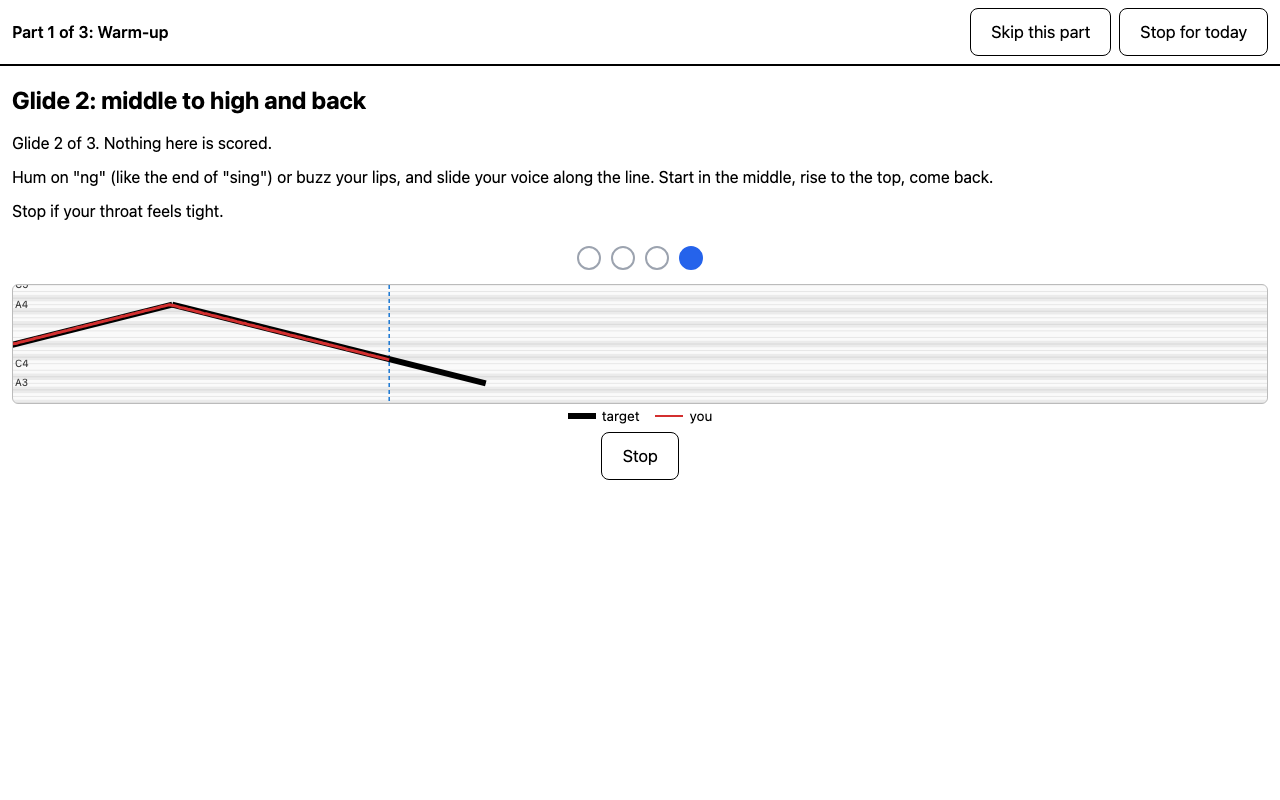 Part 1 of 3: Warm-up
Skip this part
Stop for today
Glide 2: middle to high and back
Glide 2 of 3. Nothing here is scored.
Hum on "ng" (like the end of "sing") or buzz your lips, and slide your voice along the line. Start in the middle, rise to the top, come back.
Stop if your throat feels tight.
A4
C4
A3
target
you
Stop